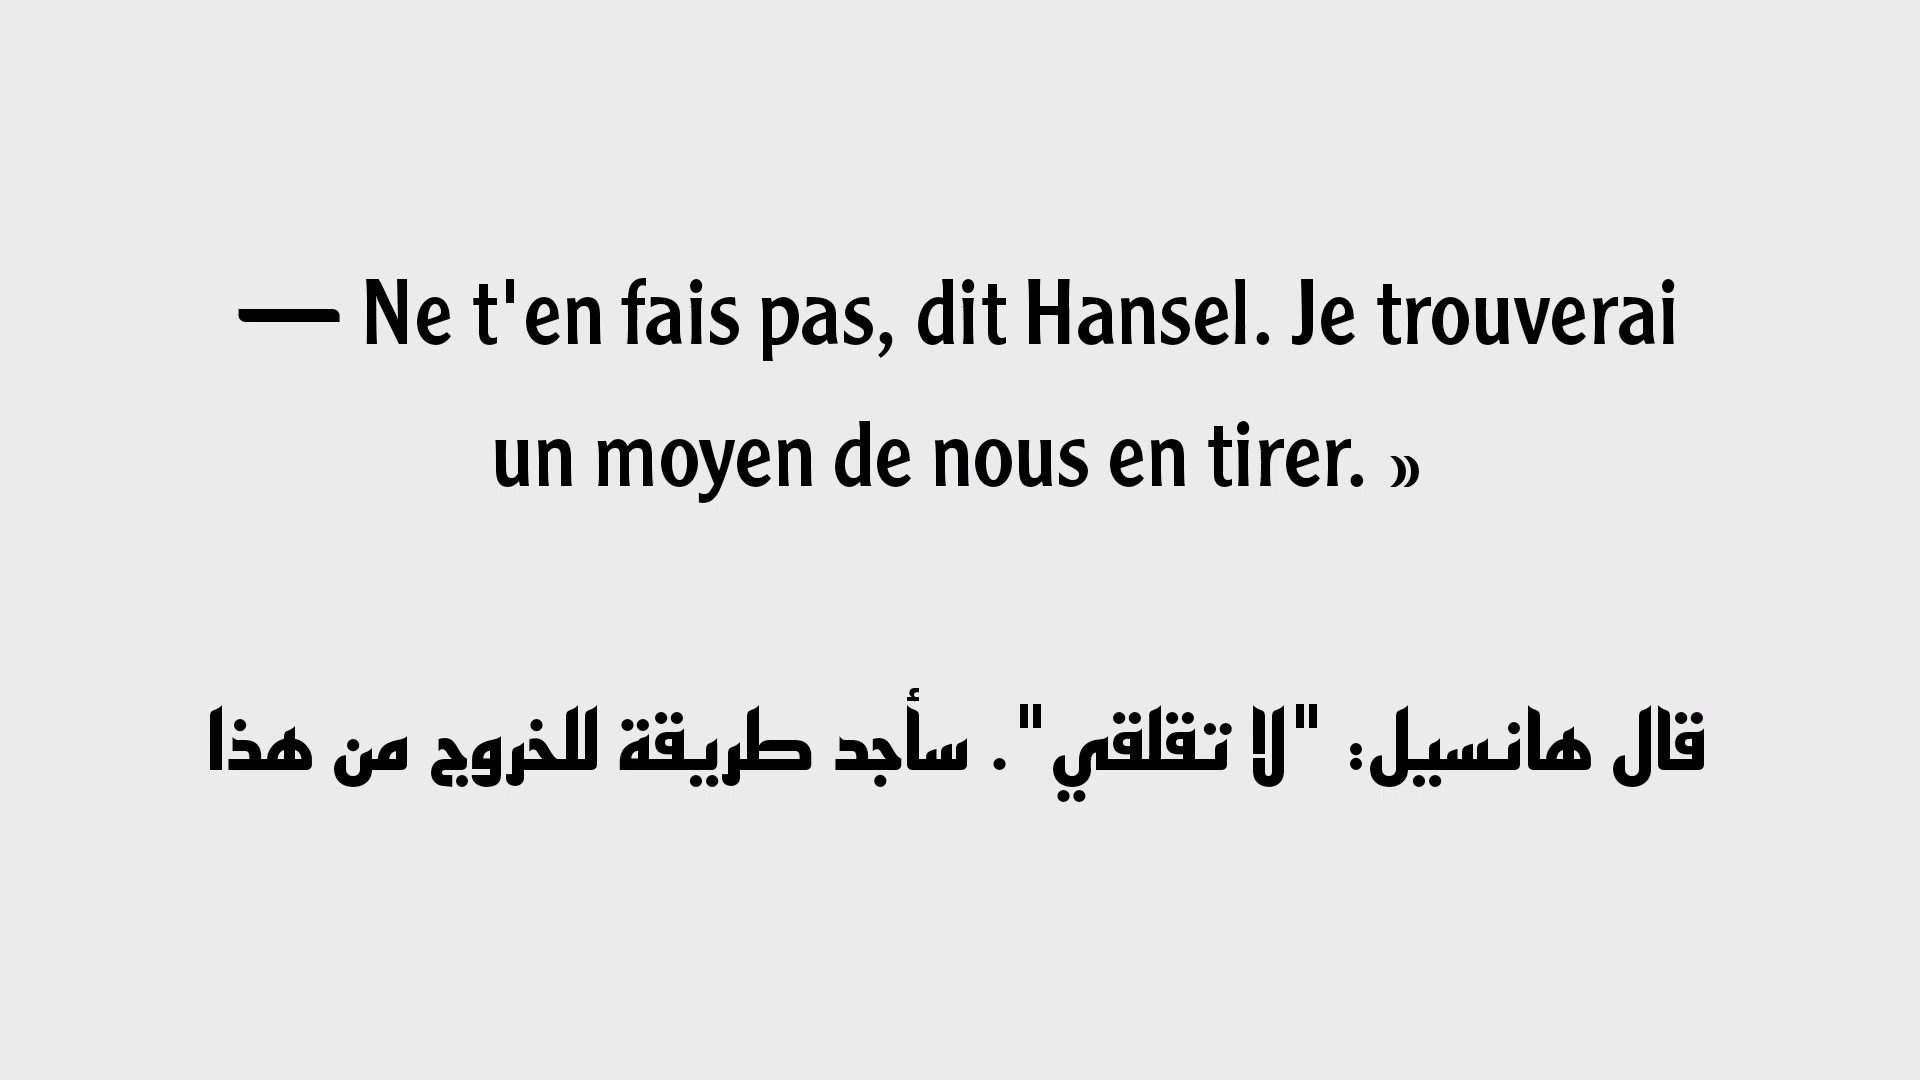 — Ne t'en fais pas, dit Hansel. Je trouverai
un moyen de nous en tirer. »
قال هانسيل: "لا تقلقي". سأجد طريقة للخروج من هذا